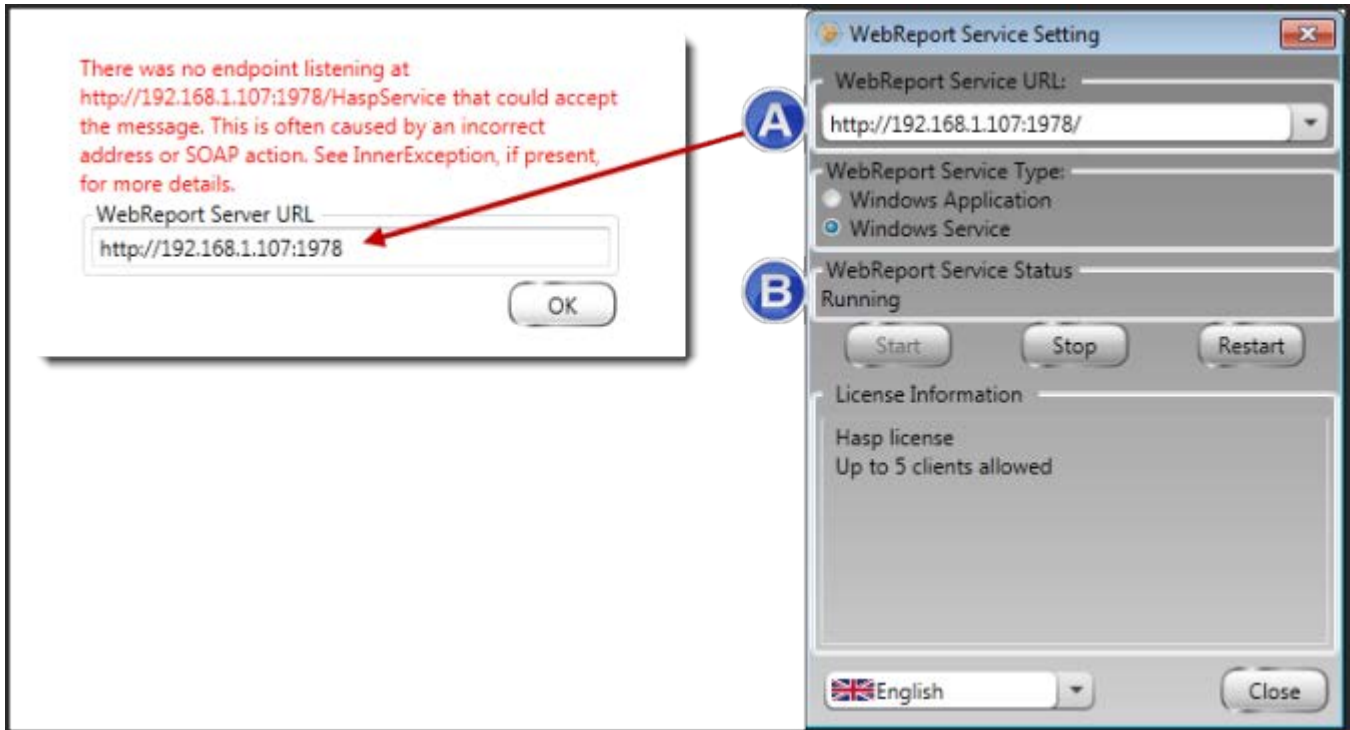 There was no endpoint listening at
http://192.168.1.107:1978/HaspService that could accept
the message. This is often caused by an incorrect
address or SOAP action. See InnerException, if present,
for more details.
WebReport Server URL
http://192.168.1.107:1978
OK
A
B
WebReport Service Setting
WebReport Service URL:
http://192.168.1.107:1978/
WebReport Service Type:
Windows Application
Windows Service
WebReport Service Status
Running
Start Stop Restart
License Information
Hasp license
Up to 5 clients allowed
English Close